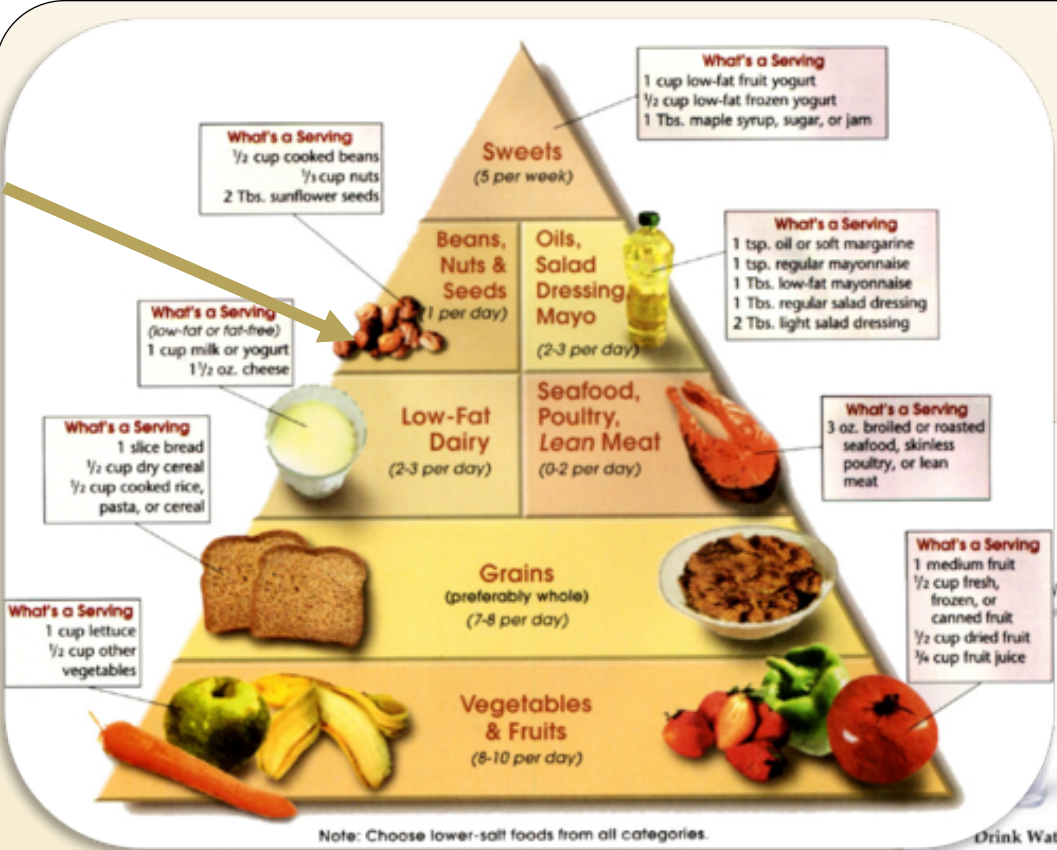 What's a Serving
1 cup low-fat fruit yogurt
½ cup low-fat frozen yogurt
1 Tbs. maple syrup, sugar, or jam
Sweets
(5 per week)
What's a Serving
½ cup cooked beans
⅓ cup nuts
2 Tbs. sunflower seeds
Beans,
Nuts &
Seeds
(1 per day)
Oils,
Salad
Dressing,
Mayo
(2-3 per day)
What's a Serving
1 tsp. oil or soft margarine
1 tsp. regular mayonnaise
1 Tbs. low-fat mayonnaise
1 Tbs. regular salad dressing
2 Tbs. light salad dressing
What's a Serving
(low-fat or fat-free)
1 cup milk or yogurt
1½ oz. cheese
Low-Fat
Dairy
(2-3 per day)
Seafood,
Poultry,
Lean Meat
(0-2 per day)
What's a Serving
3 oz. broiled or roasted
seafood, skinless
poultry, or lean
meat
What's a Serving
1 slice bread
½ cup dry cereal
½ cup cooked rice,
pasta, or cereal
Grains
(preferably whole)
(7-8 per day)
What's a Serving
1 medium fruit
½ cup fresh,
frozen, or
canned fruit
½ cup dried fruit
¾ cup fruit juice
What's a Serving
1 cup lettuce
½ cup other
vegetables
Vegetables
& Fruits
(8-10 per day)
Note: Choose lower-salt foods from all categories.
Drink Wat